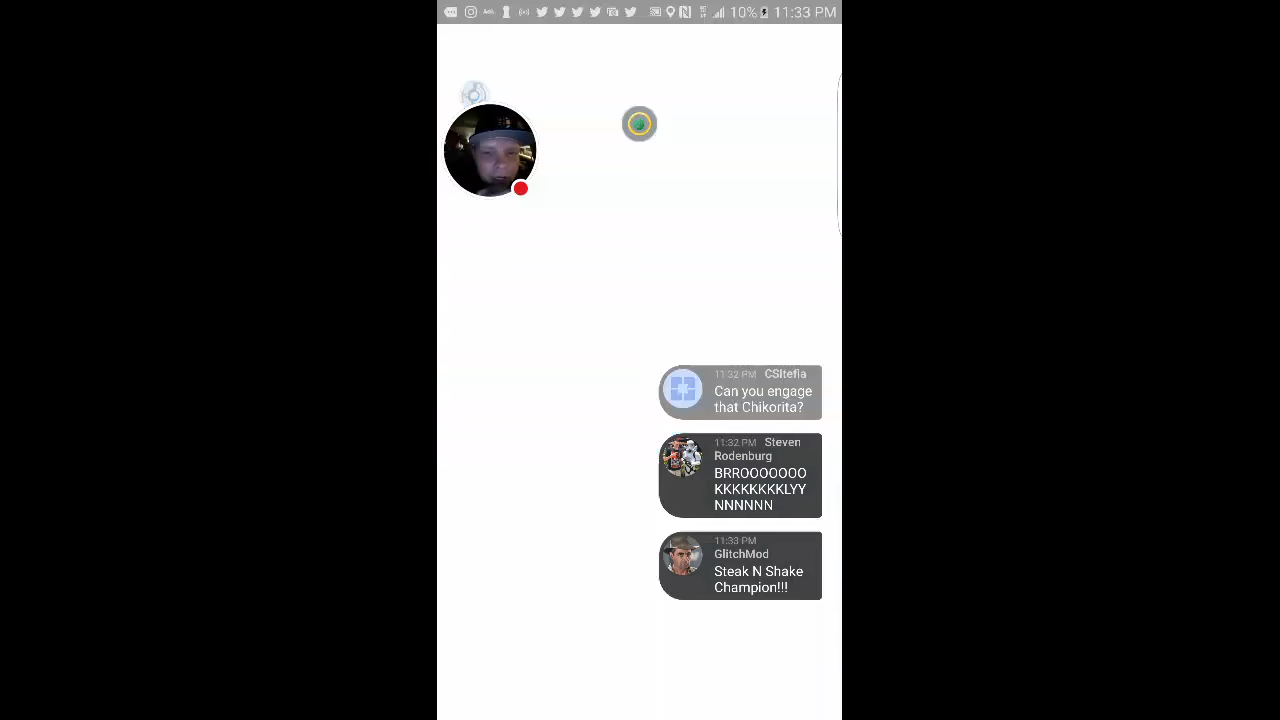 10% 11:33 PM
11:32 PM CSItefla
Can you engage
that Chikorita?
11:32 PM Steven
Rodenburg
BRROOOOOOO
KKKKKKKKLYY
NNNNNN
11:33 PM
GlitchMod
Steak N Shake
Champion!!!